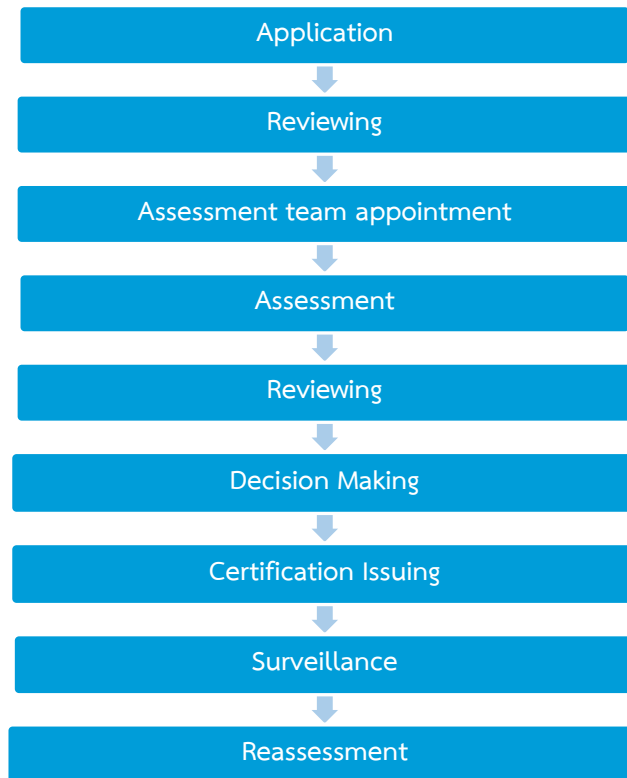 Application
Reviewing
Assessment team appointment
Assessment
Reviewing
Decision Making
Certification Issuing
Surveillance
Reassessment